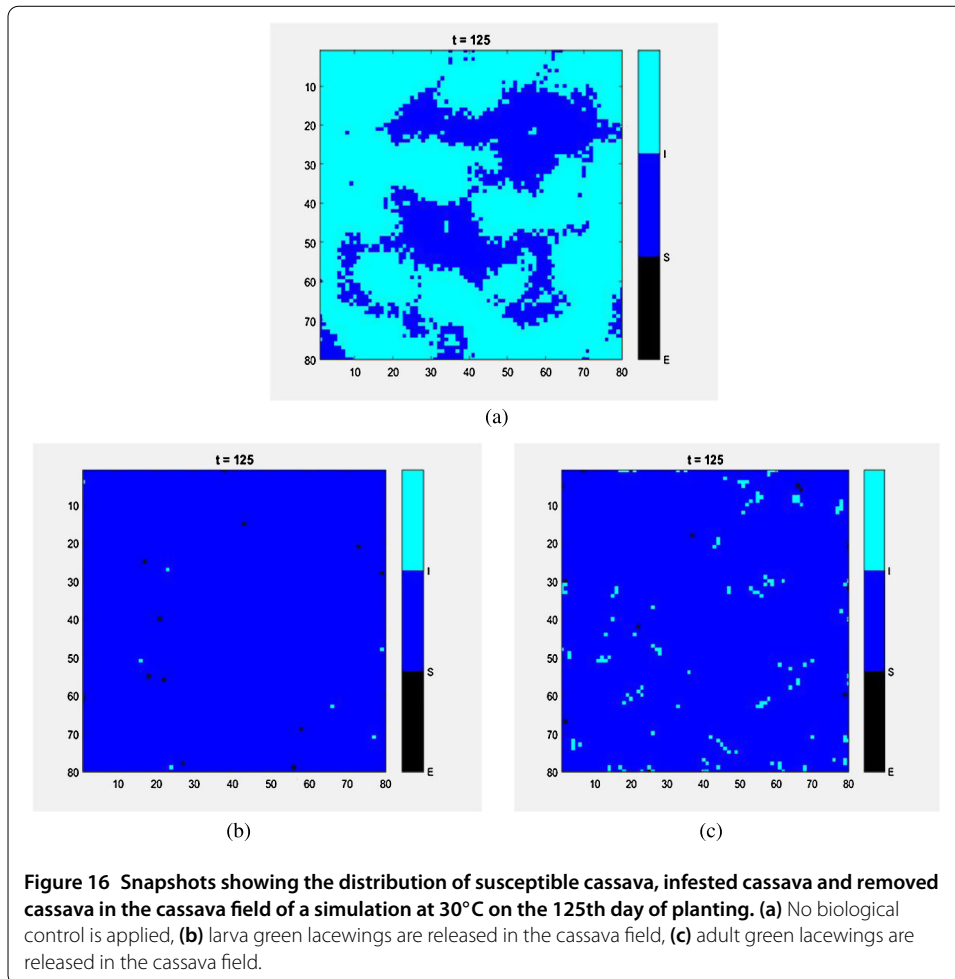 t = 125
10
20
30
40
50
60
70
80
10 20 30 40 50 60 70 80
I
S
E
(a)
t = 125
10
20
30
40
50
60
70
80
10 20 30 40 50 60 70 80
I
S
E
(b)
t = 125
10
20
30
40
50
60
70
80
10 20 30 40 50 60 70 80
I
S
E
(c)
Figure 16 Snapshots showing the distribution of susceptible cassava, infested cassava and removed
cassava in the cassava field of a simulation at 30°C on the 125th day of planting. (a) No biological
control is applied, (b) larva green lacewings are released in the cassava field, (c) adult green lacewings are
released in the cassava field.